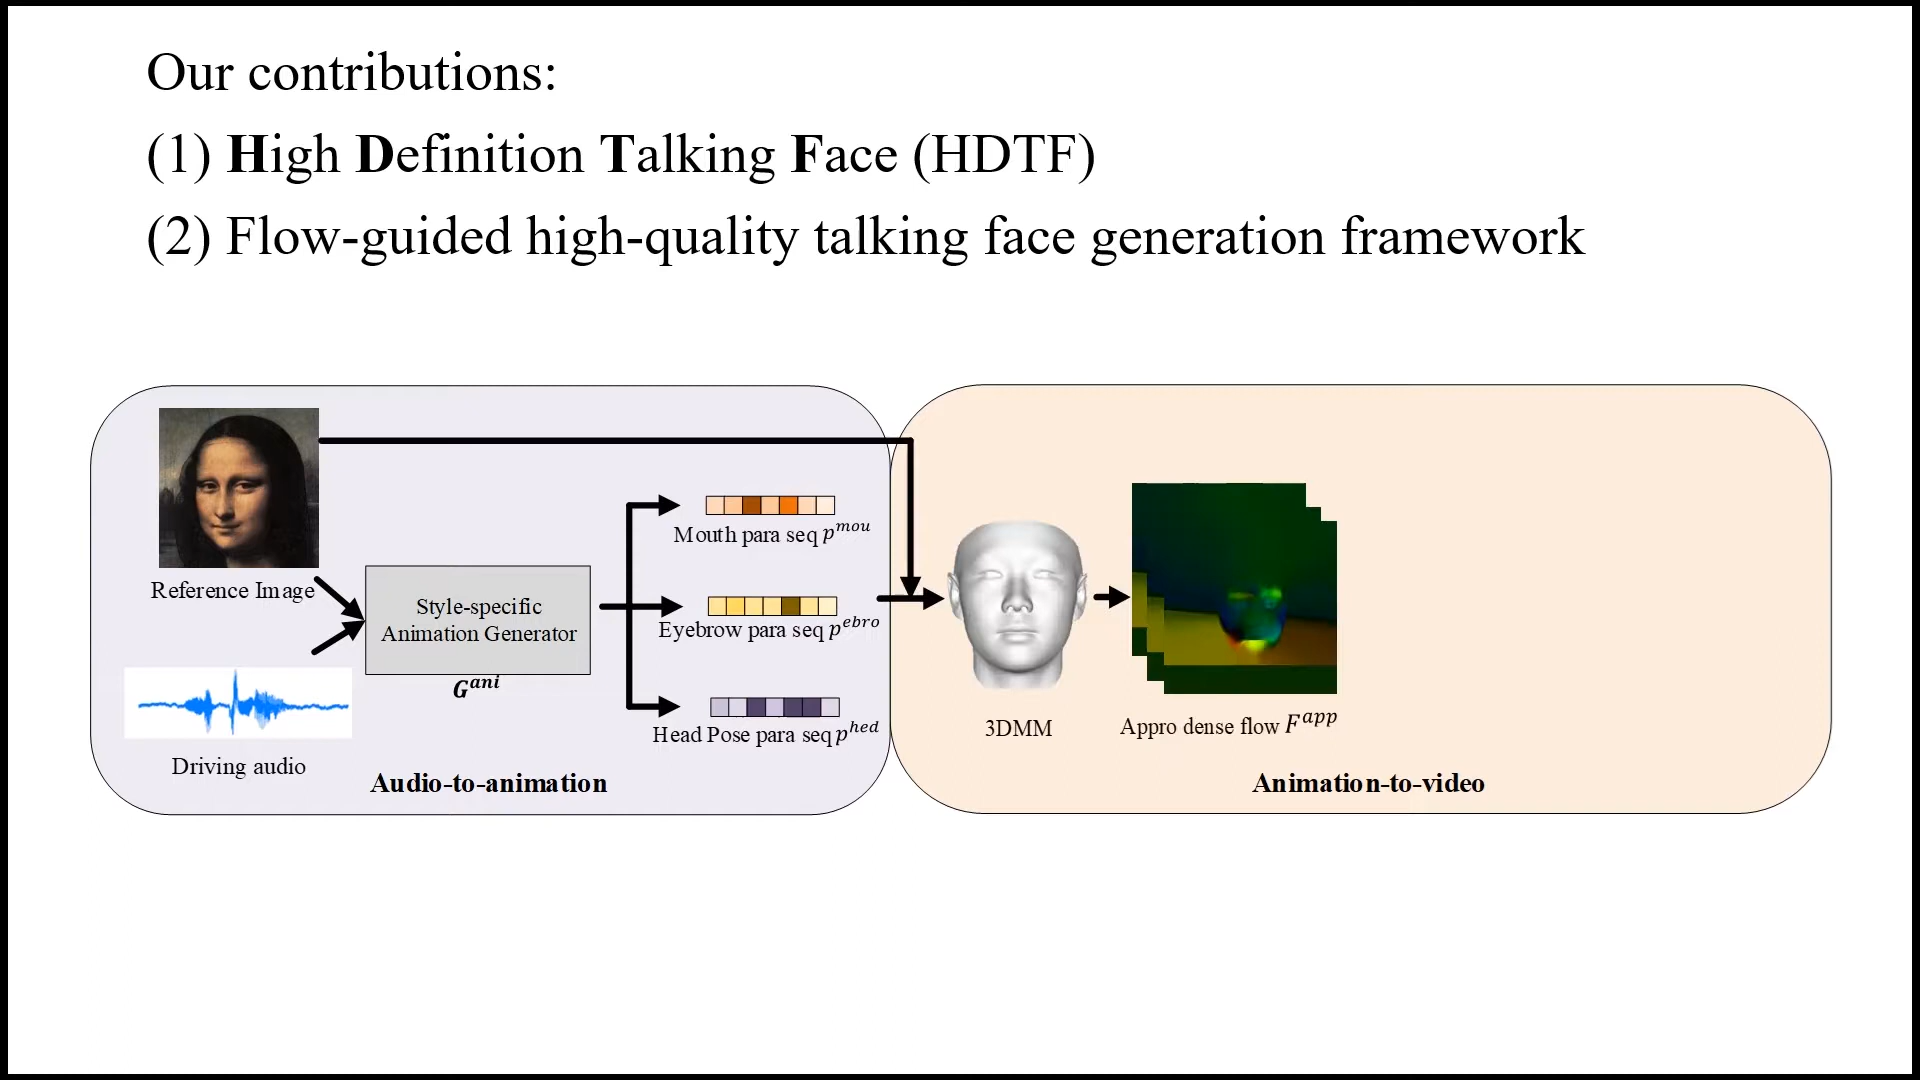 Our contributions:
(1) High Definition Talking Face (HDTF)
(2) Flow-guided high-quality talking face generation framework
Reference Image
Driving audio
Style-specific
Animation Generator
G^ani
Mouth para seq p^mou
Eyebrow para seq p^ebro
Head Pose para seq p^hed
Audio-to-animation
3DMM
Appro dense flow F^app
Animation-to-video